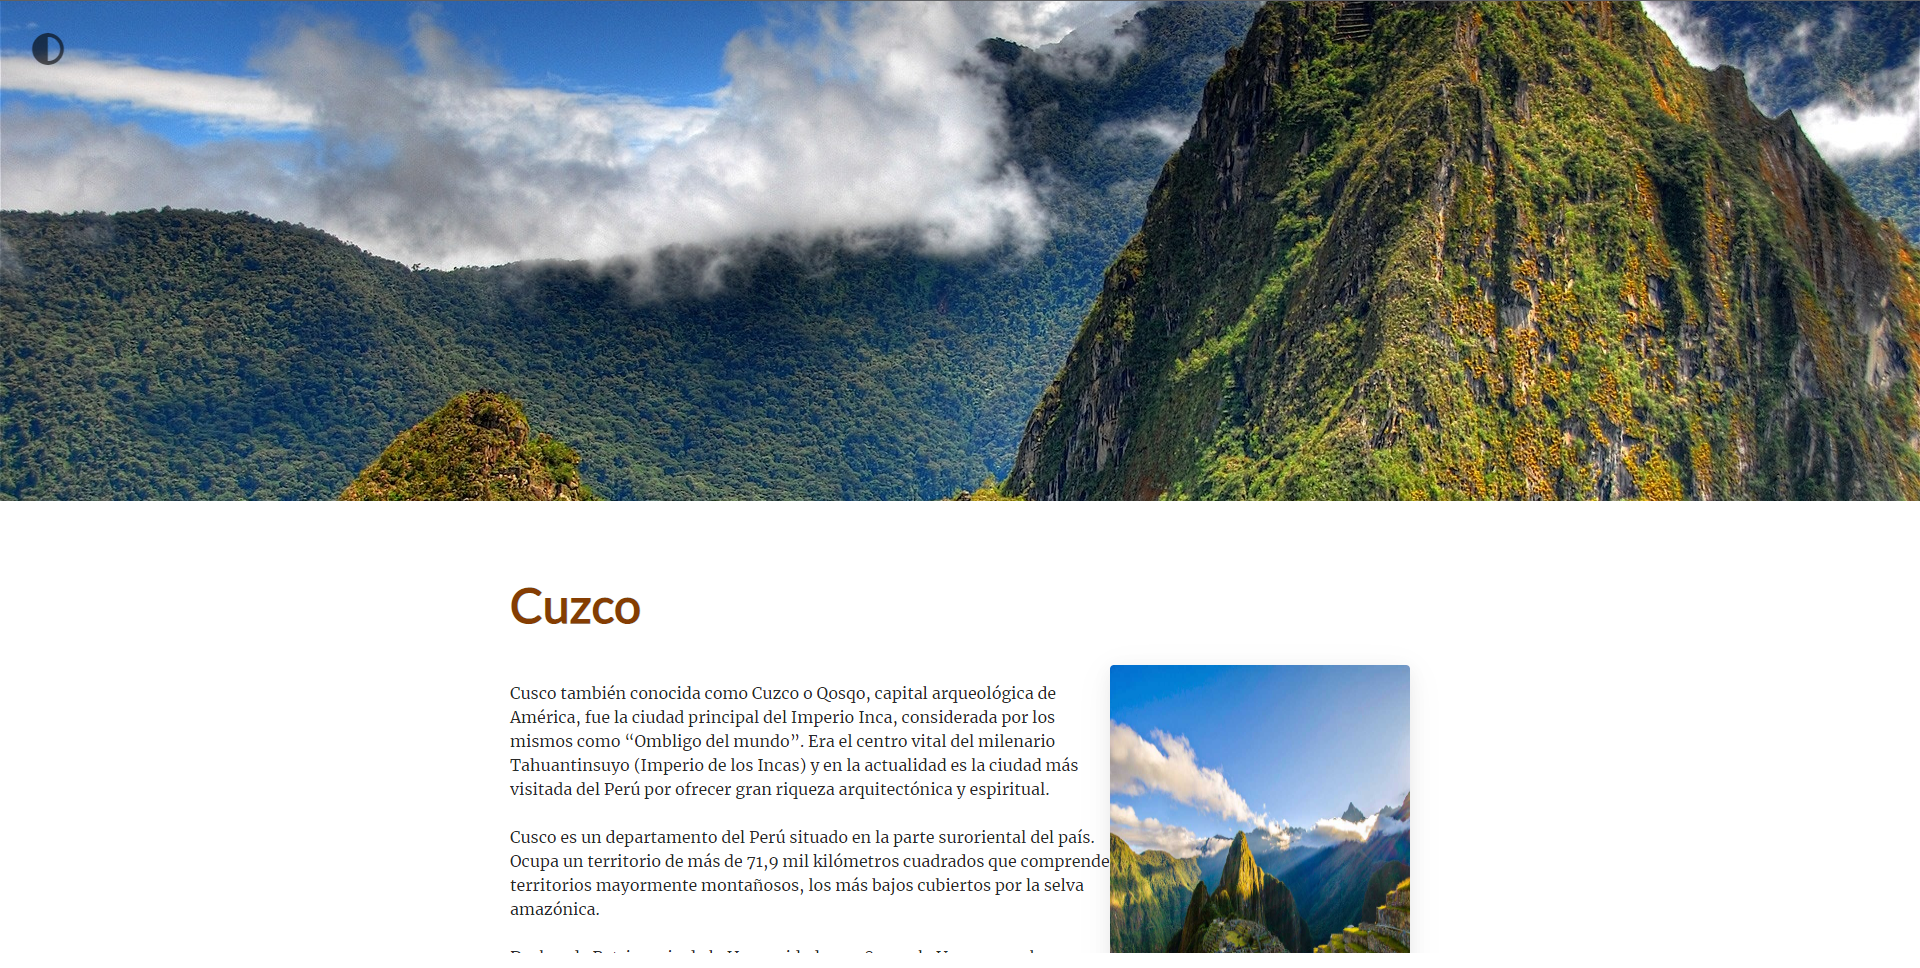 Cuzco
Cusco también conocida como Cuzco o Qosqo, capital arqueológica de
América, fue la ciudad principal del Imperio Inca, considerada por los
mismos como “Ombligo del mundo”. Era el centro vital del milenario
Tahuantinsuyo (Imperio de los Incas) y en la actualidad es la ciudad más
visitada del Perú por ofrecer gran riqueza arquitectónica y espiritual.
Cusco es un departamento del Perú situado en la parte suroriental del país.
Ocupa un territorio de más de 71,9 mil kilómetros cuadrados que comprende
territorios mayormente montañosos, los más bajos cubiertos por la selva
amazónica.